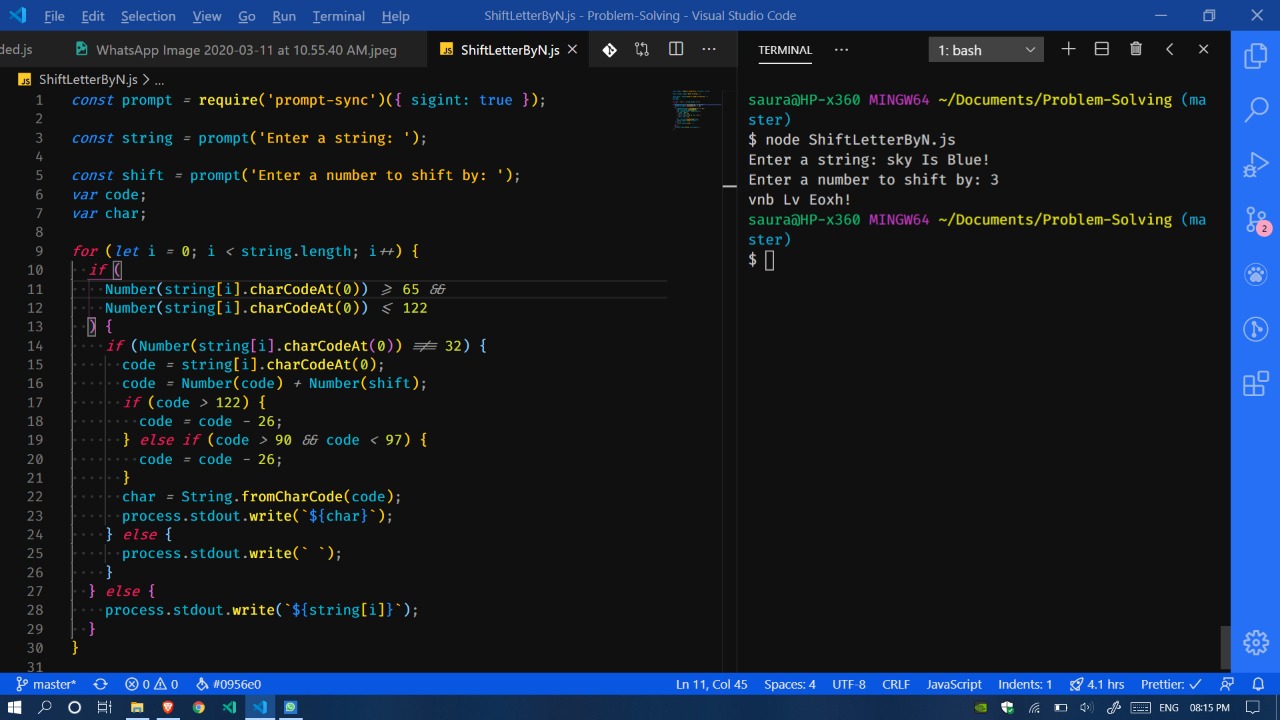 File Edit Selection View Go Run Terminal Help ShiftLetterByN.js - Problem-Solving - Visual Studio Code
ded.js WhatsApp Image 2020-03-11 at 10.55.40 AM.jpeg JS ShiftLetterByN.js
JS ShiftLetterByN.js > ...
1 const prompt = require('prompt-sync')({ sigint: true });
2
3 const string = prompt('Enter a string: ');
4
5 const shift = prompt('Enter a number to shift by: ');
6 var code;
7 var char;
8
9 for (let i = 0; i < string.length; i++) {
10 if (
11 Number(string[i].charCodeAt(0)) >= 65 &&
12 Number(string[i].charCodeAt(0)) <= 122
13 ) {
14 if (Number(string[i].charCodeAt(0)) !== 32) {
15 code = string[i].charCodeAt(0);
16 code = Number(code) + Number(shift);
17 if (code > 122) {
18 code = code - 26;
19 } else if (code > 90 && code < 97) {
20 code = code - 26;
21 }
22 char = String.fromCharCode(code);
23 process.stdout.write(`${char}`);
24 } else {
25 process.stdout.write(` `);
26 }
27 } else {
28 process.stdout.write(`${string[i]}`);
29 }
30 }
31
TERMINAL ... 1: bash
saura@HP-x360 MINGW64 ~/Documents/Problem-Solving (ma
ster)
$ node ShiftLetterByN.js
Enter a string: sky Is Blue!
Enter a number to shift by: 3
vnb Lv Eoxh!
saura@HP-x360 MINGW64 ~/Documents/Problem-Solving (ma
ster)
$
2
master* 0 0 #0956e0 Ln 11, Col 45 Spaces: 4 UTF-8 CRLF JavaScript Indents: 1 4.1 hrs Prettier: ✓
ENG 08:15 PM